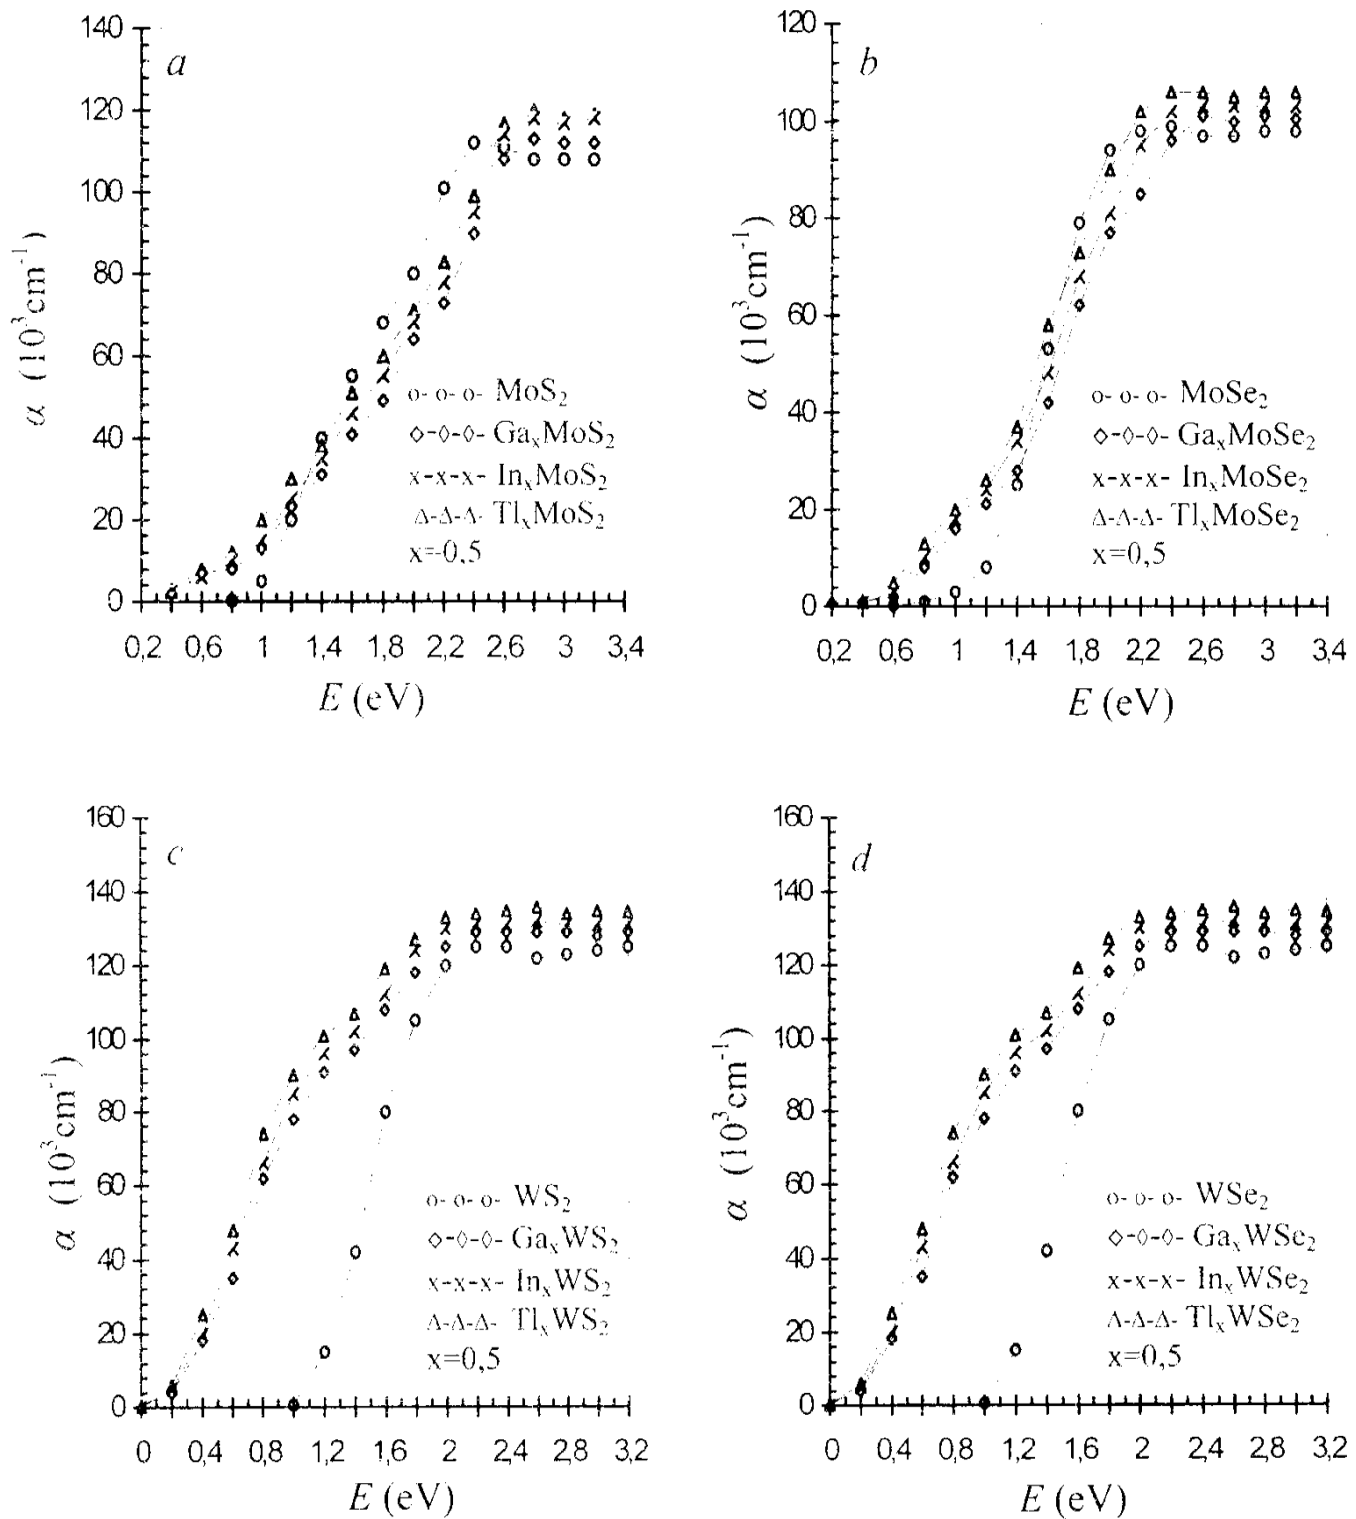 a
140
120
100
80
60
40
20
0
α (10³cm⁻¹)
o- o- o- MoS₂
◇-◇-◇- GaₓMoS₂
x-x-x- InₓMoS₂
Δ-Δ-Δ- TlₓMoS₂
x=0,5
0,2 0,6 1 1,4 1,8 2,2 2,6 3 3,4
E (eV)
b
120
100
80
60
40
20
0
α (10³cm⁻¹)
o- o- o- MoSe₂
◇-◇-◇- GaₓMoSe₂
x-x-x- InₓMoSe₂
Δ-Δ-Δ- TlₓMoSe₂
x=0,5
0,2 0,6 1 1,4 1,8 2,2 2,6 3 3,4
E (eV)
c
160
140
120
100
80
60
40
20
0
α (10³cm⁻¹)
o- o- o- WS₂
◇-◇-◇- GaₓWS₂
x-x-x- InₓWS₂
Δ-Δ-Δ- TlₓWS₂
x=0,5
0 0,4 0,8 1,2 1,6 2 2,4 2,8 3,2
E (eV)
d
160
140
120
100
80
60
40
20
0
α (10³cm⁻¹)
o- o- o- WSe₂
◇-◇-◇- GaₓWSe₂
x-x-x- InₓWSe₂
Δ-Δ-Δ- TlₓWSe₂
x=0,5
0 0,4 0,8 1,2 1,6 2 2,4 2,8 3,2
E (eV)